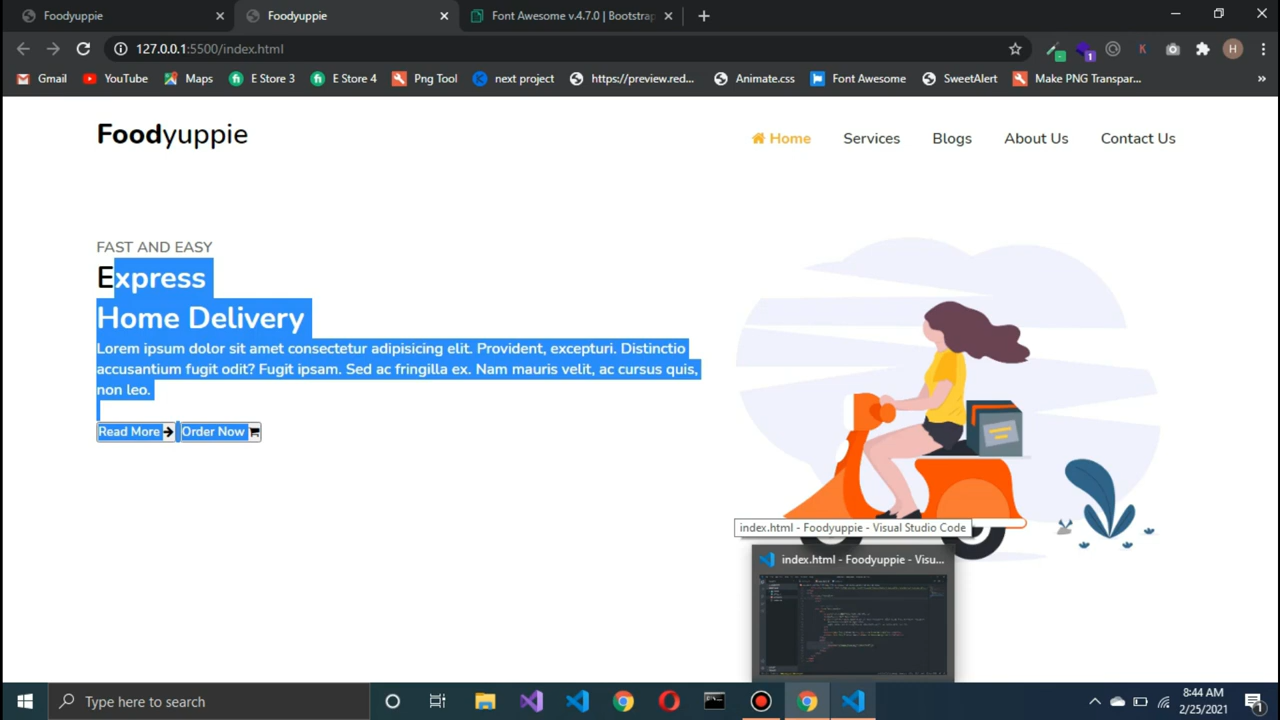 Foodyuppie
Foodyuppie
Font Awesome v.4.7.0 | Bootstrap
127.0.0.1:5500/index.html
H
K
1
Gmail
YouTube
Maps
E Store 3
E Store 4
Png Tool
next project
https://preview.red...
Animate.css
Font Awesome
SweetAlert
Make PNG Transpar...
»
Foodyuppie
Home
Services
Blogs
About Us
Contact Us
FAST AND EASY
Express
Home Delivery
Lorem ipsum dolor sit amet consectetur adipisicing elit. Provident, excepturi. Distinctio
accusantium fugit odit? Fugit ipsam. Sed ac fringilla ex. Nam mauris velit, ac cursus quis,
non leo.
Read More
Order Now
index.html - Foodyuppie - Visual Studio Code
index.html - Foodyuppie - Visu...
Type here to search
8:44 AM
2/25/2021
1